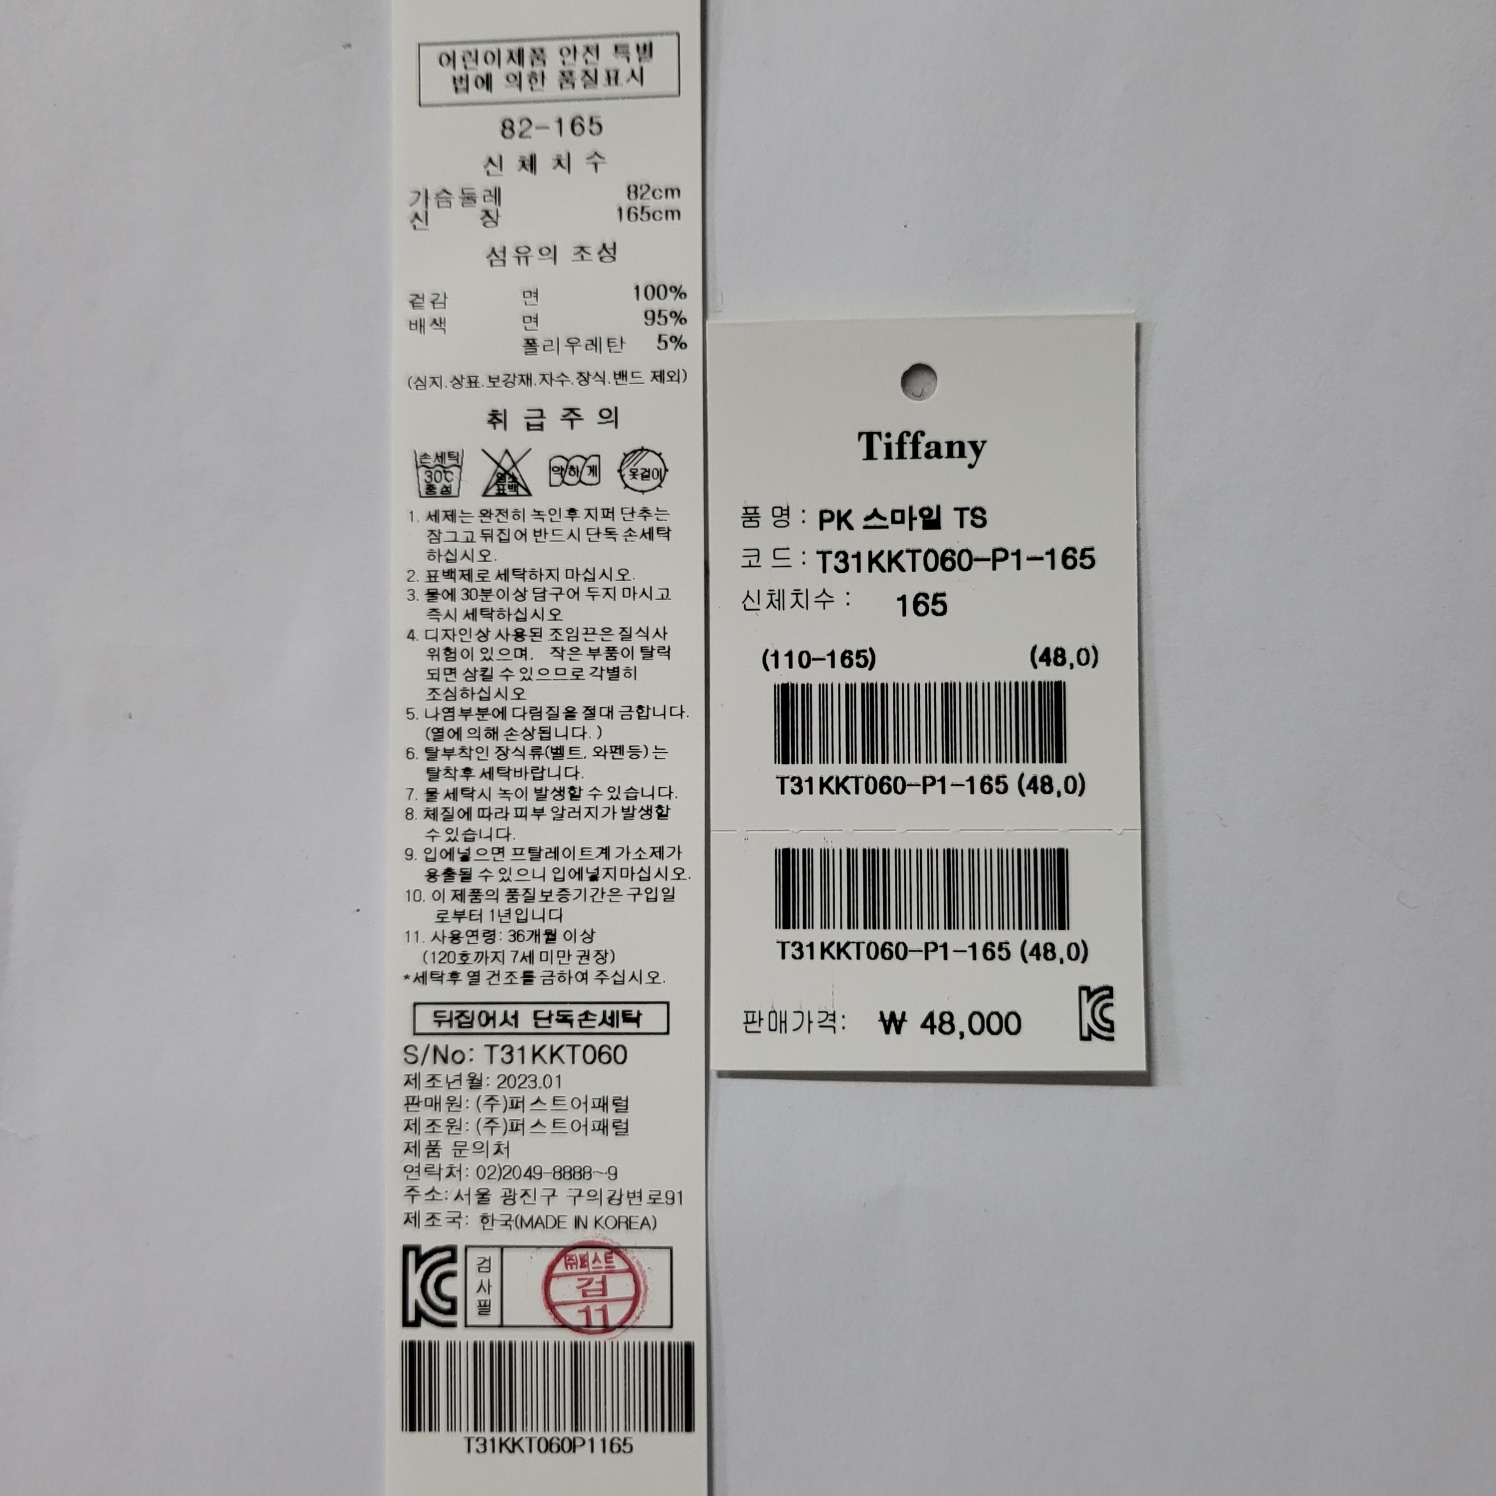 어린이제품 안전 특별
법에 의한 품질표시
82-165
신 체 치 수
가슴둘레 82cm
신 장 165cm
섬유의 조성
겉감 면 100%
배색 면 95%
폴리우레탄 5%
(심지.상표.보강재.자수.장식.밴드 제외)
취 급 주 의
손세탁 30℃ 중성
염소 표백
약하게
옷걸이
1. 세제는 완전히 녹인후 지퍼 단추는
잠그고 뒤집어 반드시 단독 손세탁
하십시오.
2. 표백제로 세탁하지 마십시오.
3. 물에 30분이상 담구어 두지 마시고
즉시 세탁하십시오
4. 디자인상 사용된 조임끈은 질식사
위험이 있으며, 작은 부품이 탈락
되면 삼킬 수 있으므로 각별히
조심하십시오
5. 나염부분에 다림질을 절대 금합니다.
(열에 의해 손상됩니다. )
6. 탈부착인 장식류(벨트, 와펜등) 는
탈착후 세탁바랍니다.
7. 물 세탁시 녹이 발생할 수 있습니다.
8. 체질에 따라 피부 알러지가 발생할
수 있습니다.
9. 입에넣으면 프탈레이트계 가소제가
용출될 수 있으니 입에넣지마십시오.
10. 이 제품의 품질보증기간은 구입일
로부터 1년입니다
11. 사용연령: 36개월 이상
(120호까지 7세 미만 권장)
*세탁후 열 건조를 금하여 주십시오.
뒤집어서 단독손세탁
S/No: T31KKT060
제조년월: 2023.01
판매원: (주)퍼스트어패럴
제조원: (주)퍼스트어패럴
제품 문의처
연락처: 02)2049-8888~9
주소: 서울 광진구 구의강변로91
제조국: 한국(MADE IN KOREA)
KC
검사필
㈜퍼스트
검
11
T31KKT060P1165
Tiffany
품 명 : PK 스마일 TS
코 드 : T31KKT060-P1-165
신체치수 : 165
(110-165) (48,0)
T31KKT060-P1-165 (48,0)
T31KKT060-P1-165 (48,0)
판매가격: ₩ 48,000
KC